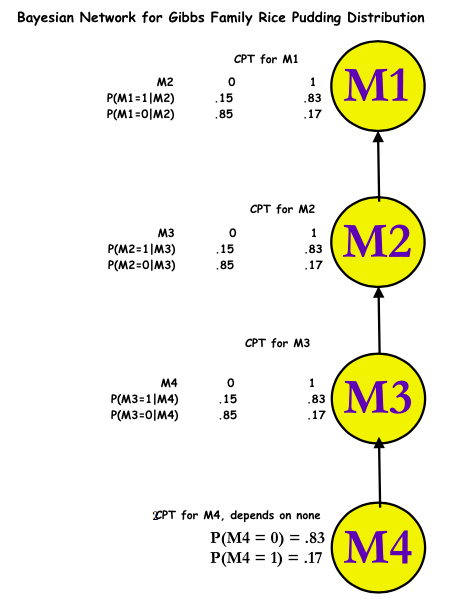 Bayesian Network for Gibbs Family Rice Pudding Distribution
CPT for M1
M2 0 1
P(M1=1|M2) .15 .83
P(M1=0|M2) .85 .17
M1
CPT for M2
M3 0 1
P(M2=1|M3) .15 .83
P(M2=0|M3) .85 .17
M2
CPT for M3
M4 0 1
P(M3=1|M4) .15 .83
P(M3=0|M4) .85 .17
M3
CPT for M4, depends on none
P(M4 = 0) = .83
P(M4 = 1) = .17
M4